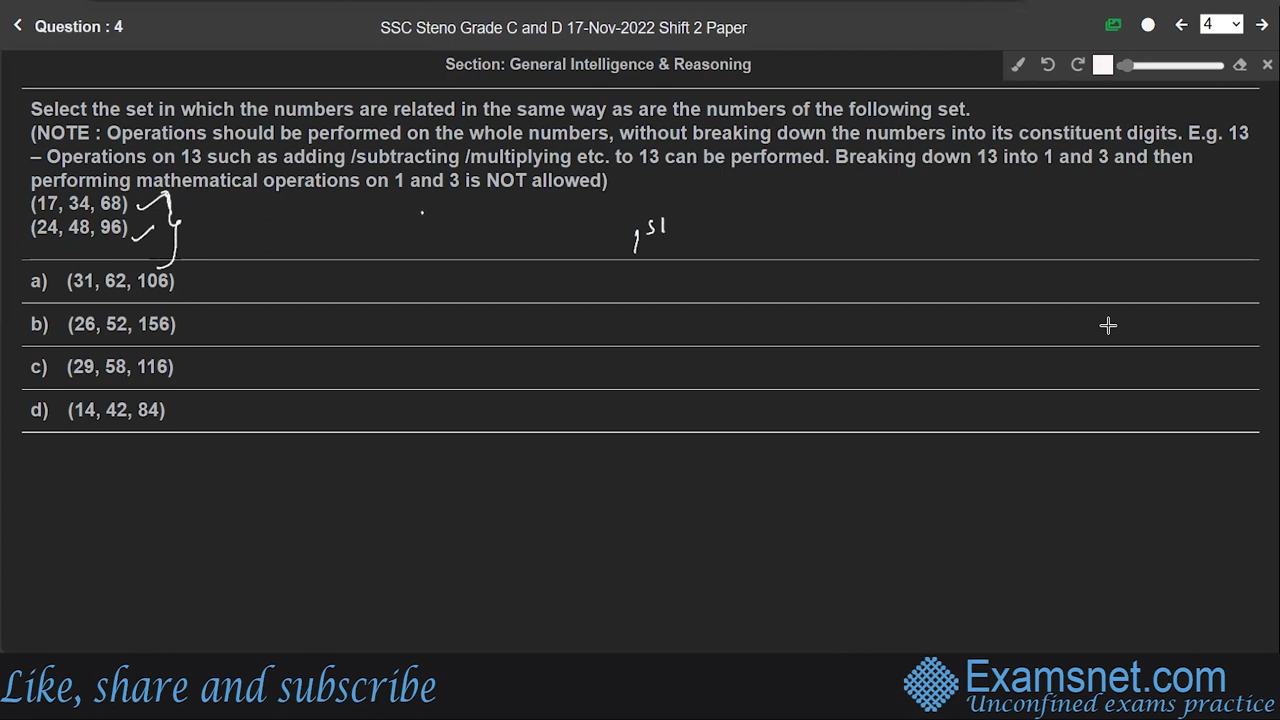 Question : 4
SSC Steno Grade C and D 17-Nov-2022 Shift 2 Paper
4
Section: General Intelligence & Reasoning
Select the set in which the numbers are related in the same way as are the numbers of the following set.
(NOTE : Operations should be performed on the whole numbers, without breaking down the numbers into its constituent digits. E.g. 13
– Operations on 13 such as adding /subtracting /multiplying etc. to 13 can be performed. Breaking down 13 into 1 and 3 and then
performing mathematical operations on 1 and 3 is NOT allowed)
(17, 34, 68)
(24, 48, 96)
a) (31, 62, 106)
b) (26, 52, 156)
c) (29, 58, 116)
d) (14, 42, 84)
Like, share and subscribe
Examsnet.com
Unconfined exams practice